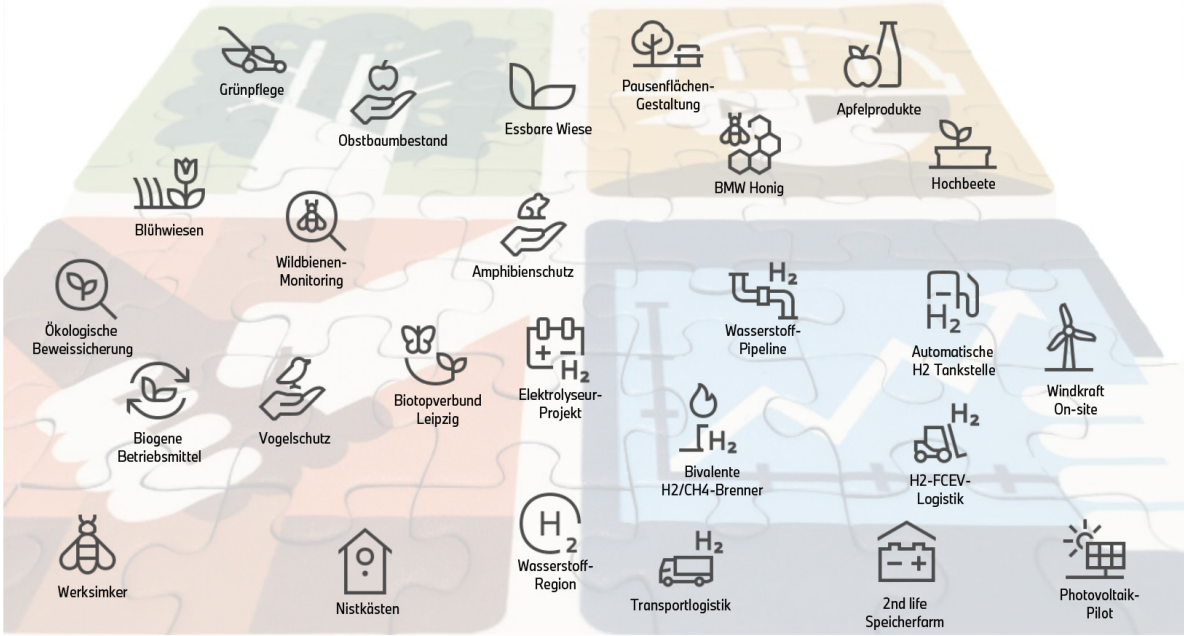 Grünpflege
Obstbaumbestand
Essbare Wiese
Pausenflächen-
Gestaltung
Apfelprodukte
BMW Honig
Hochbeete
Blühwiesen
Wildbienen-
Monitoring
Amphibienschutz
Ökologische
Beweissicherung
Biogene
Betriebsmittel
Vogelschutz
Biotopverbund
Leipzig
H₂
Elektrolyseur-
Projekt
H₂
Wasserstoff-
Pipeline
H₂
Automatische
H2 Tankstelle
Windkraft
On-site
H₂
Bivalente
H2/CH4-Brenner
H₂
H2-FCEV-
Logistik
Werksimker
Nistkästen
H₂
Wasserstoff-
Region
H₂
Transportlogistik
2nd life
Speicherfarm
Photovoltaik-
Pilot